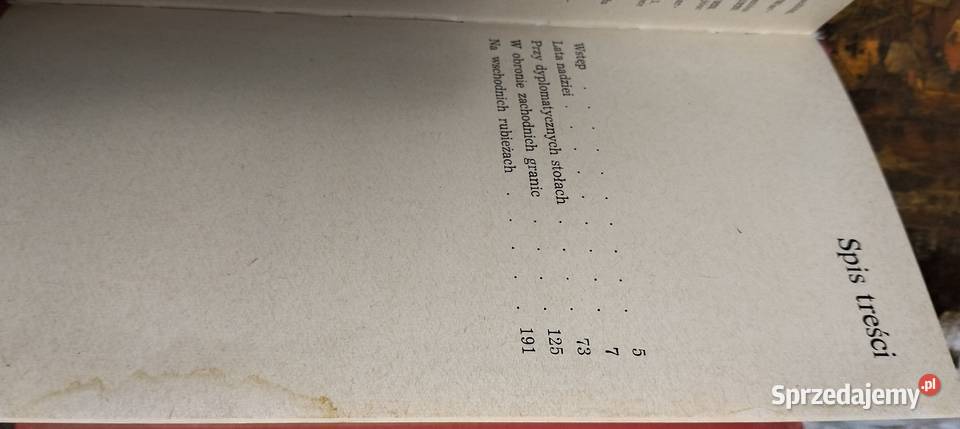 Spis treści
Wstęp . . . . . . . . . . 5
Lata nadziei . . . . . . . . 7
Przy dyplomatycznych stołach . . . . 73
W obronie zachodnich granic . . . . 125
Na wschodnich rubieżach . . . . . 191
Sprzedajemy .pl